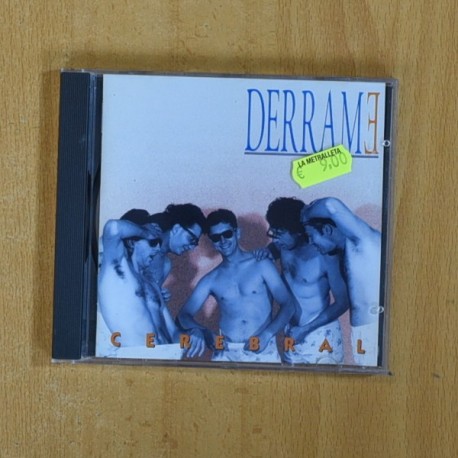 DERRAME
LA METRALLETA
€ 9,00
CEREBRAL